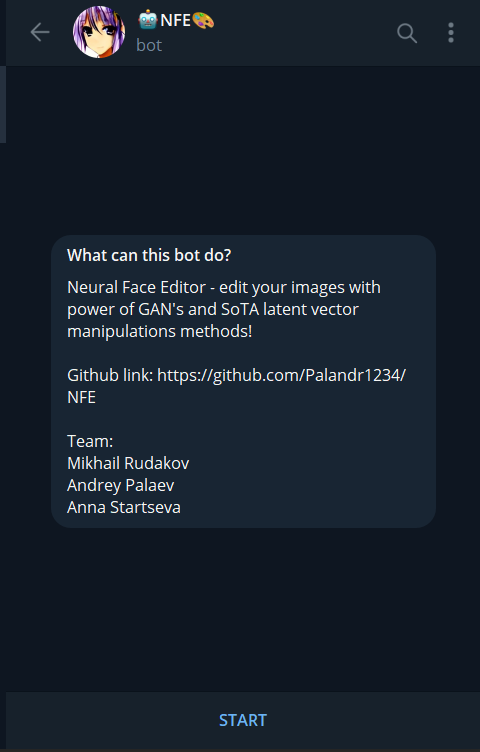 🤖NFE🎨
bot
What can this bot do?
Neural Face Editor - edit your images with
power of GAN's and SoTA latent vector
manipulations methods!
Github link: https://github.com/Palandr1234/
NFE
Team:
Mikhail Rudakov
Andrey Palaev
Anna Startseva
START